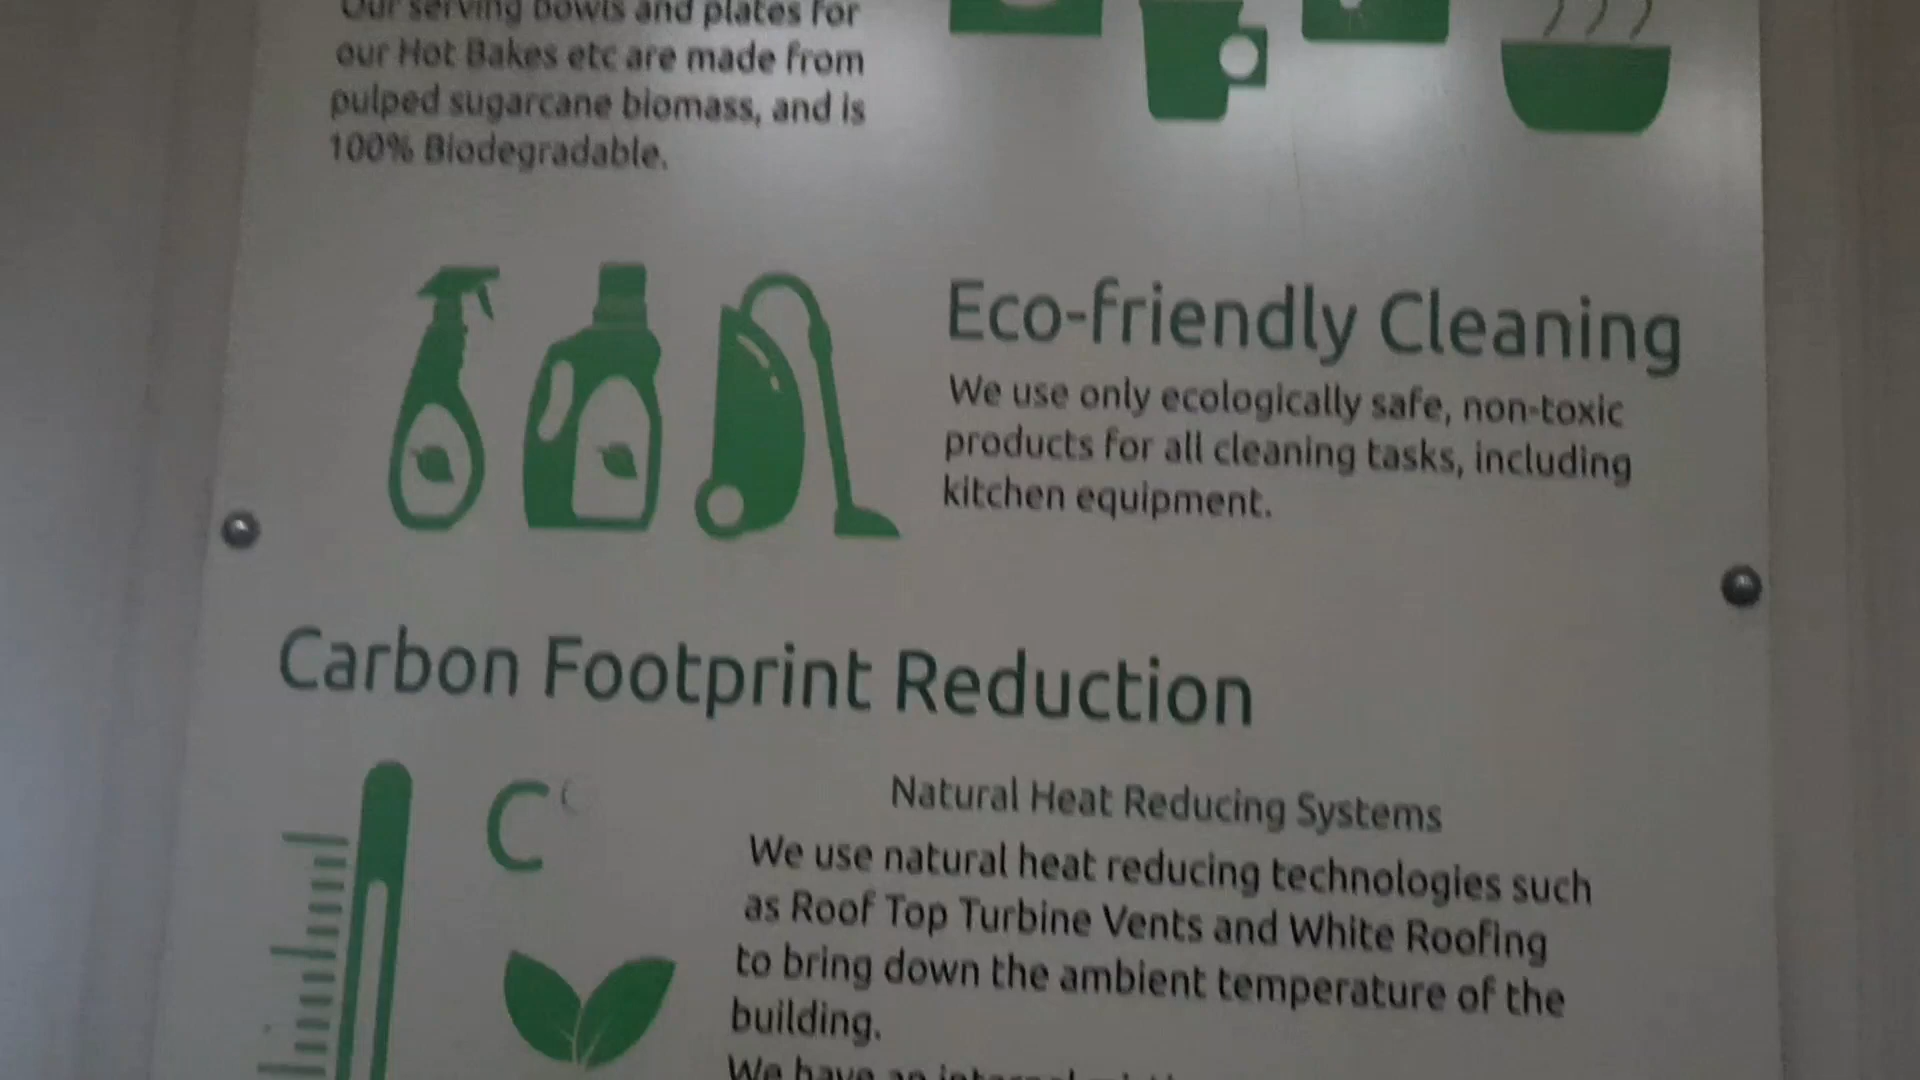 Our serving bowls and plates for
our Hot Bakes etc are made from
pulped sugarcane biomass, and is
100% Biodegradable.
Eco-friendly Cleaning
We use only ecologically safe, non-toxic
products for all cleaning tasks, including
kitchen equipment.
Carbon Footprint Reduction
C
Natural Heat Reducing Systems
We use natural heat reducing technologies such
as Roof Top Turbine Vents and White Roofing
to bring down the ambient temperature of the
building.
We have an internal